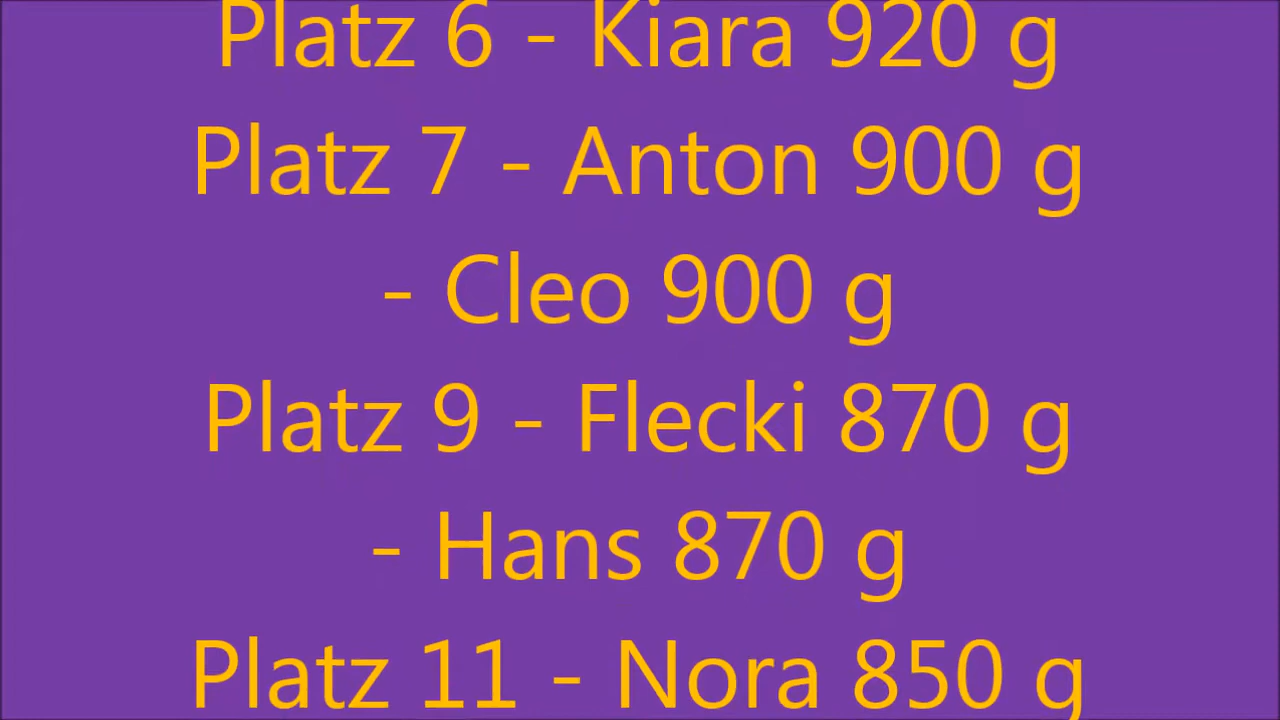 Platz 6 - Kiara 920 g
Platz 7 - Anton 900 g
- Cleo 900 g
Platz 9 - Flecki 870 g
- Hans 870 g
Platz 11 - Nora 850 g